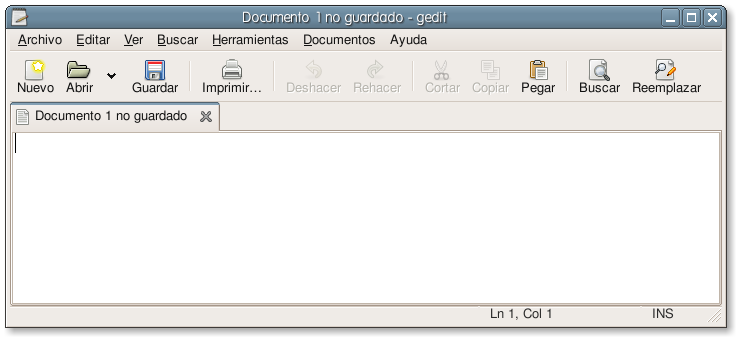 Documento 1 no guardado - gedit
Archivo Editar Ver Buscar Herramientas Documentos Ayuda
Nuevo Abrir Guardar Imprimir... Deshacer Rehacer Cortar Copiar Pegar Buscar Reemplazar
Documento 1 no guardado
Ln 1, Col 1 INS